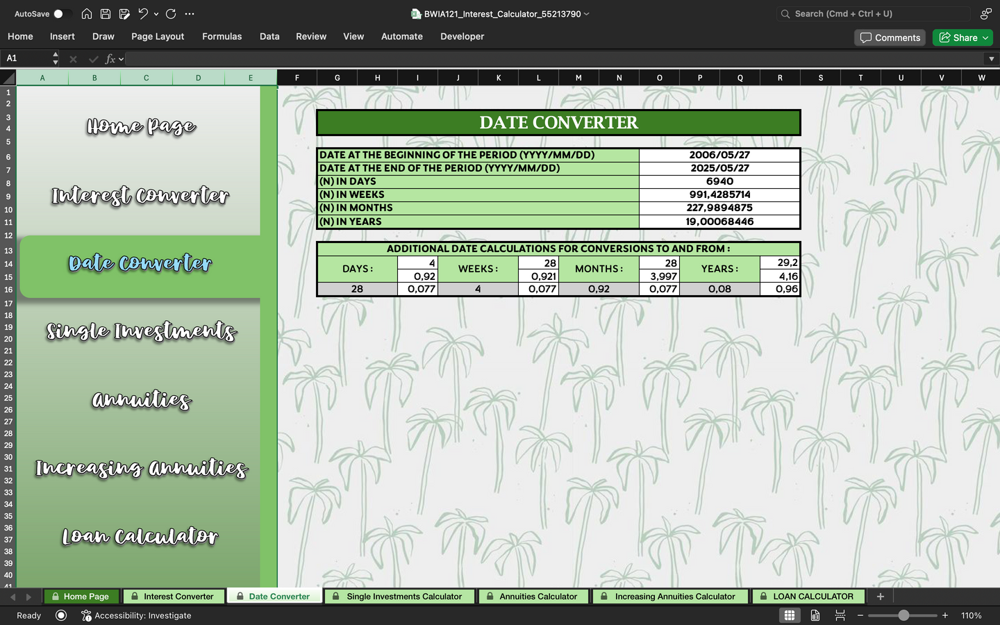 AutoSave
BWIA121_Interest_Calculator_55213790
Search (Cmd + Ctrl + U)
Home Insert Draw Page Layout Formulas Data Review View Automate Developer
Comments Share
A1 fx
A B C D E F G H I J K L M N O P Q R S T U V W
1
2
3
4
5
6
7
8
9
10
11
12
13
14
15
16
17
18
19
20
21
22
23
24
25
26
27
28
29
30
31
32
33
34
35
36
37
38
39
40
41
Home Page
Interest Converter
Date Converter
Single Investments
Annuities
Increasing Annuities
Loan Calculator
DATE CONVERTER
DATE AT THE BEGINNING OF THE PERIOD (YYYY/MM/DD) 2006/05/27
DATE AT THE END OF THE PERIOD (YYYY/MM/DD) 2025/05/27
(N) IN DAYS 6940
(N) IN WEEKS 991,4285714
(N) IN MONTHS 227,9894875
(N) IN YEARS 19,00068446
ADDITIONAL DATE CALCULATIONS FOR CONVERSIONS TO AND FROM :
DAYS : 4 WEEKS : 28 MONTHS : 28 YEARS : 29,2
0,92 0,921 3,997 4,16
28 0,077 4 0,077 0,92 0,077 0,08 0,96
Home Page Interest Converter Date Converter Single Investments Calculator Annuities Calculator Increasing Annuities Calculator LOAN CALCULATOR
Ready Accessibility: Investigate 110%